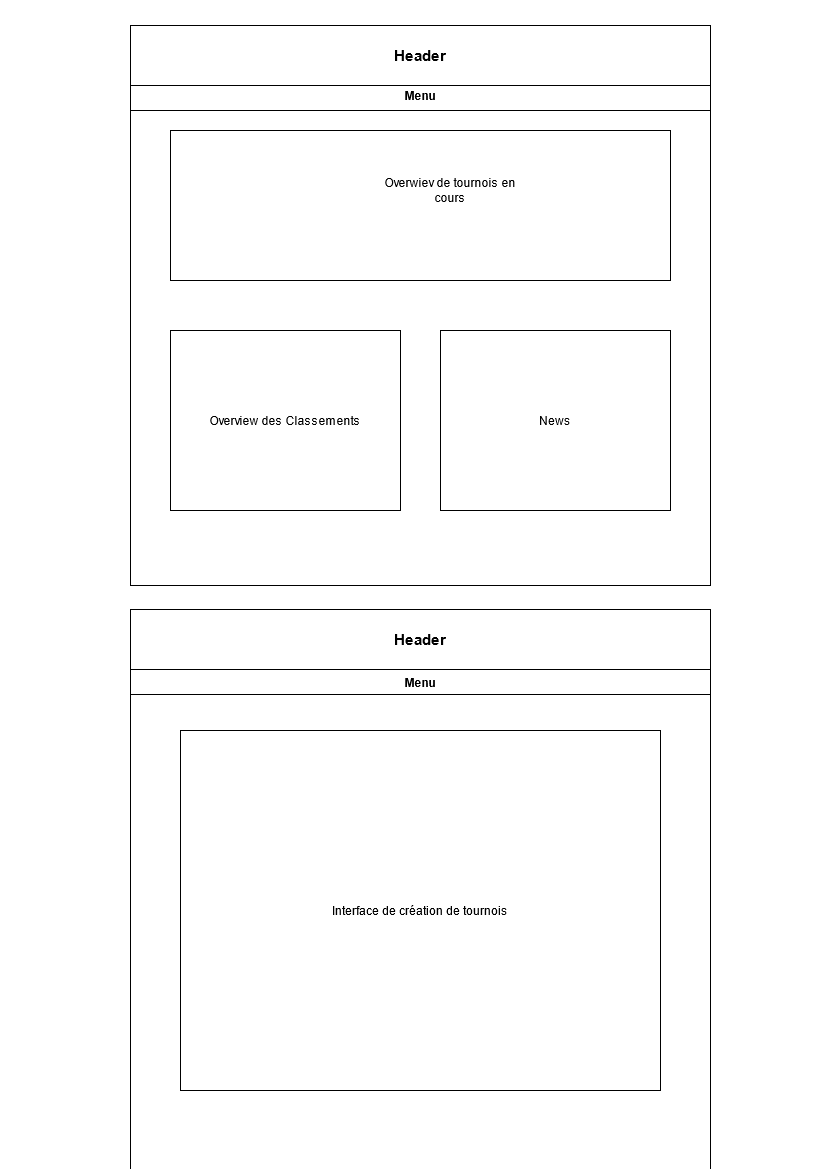 Header
Menu
Overwiev de tournois en
cours
Overview des Classements
News
Header
Menu
Interface de création de tournois